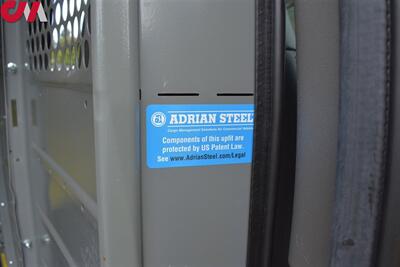 ADRIAN STEEL
Cargo Management Solutions for Commercial
Components of this upfit are
protected by US Patent Law.
See www.AdrianSteel.com/Legal